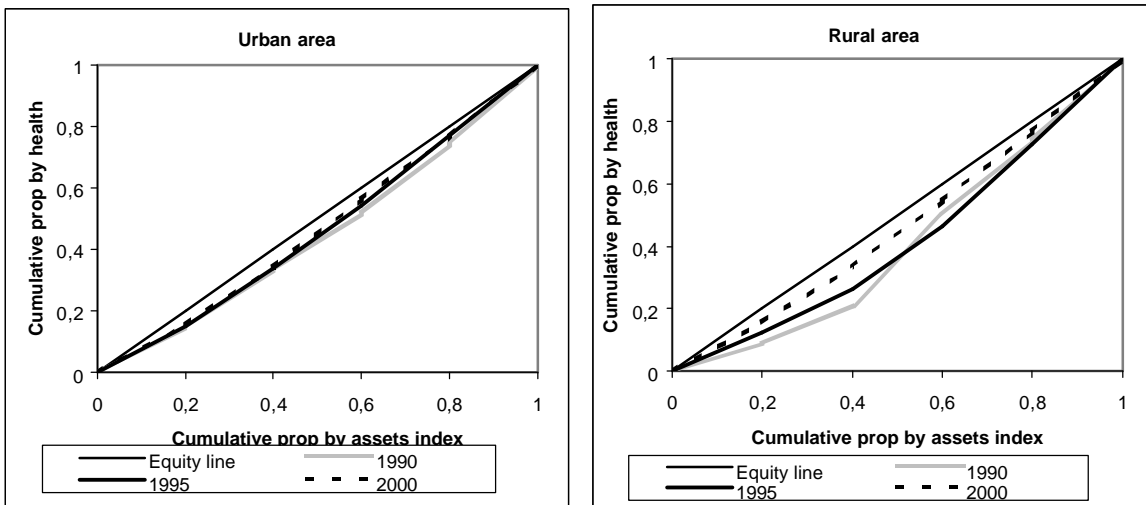 Urban area
Cumulative prop by health
1
0,8
0,6
0,4
0,2
0
0 0,2 0,4 0,6 0,8 1
Cumulative prop by assets index
Equity line 1990
1995 2000
Rural area
Cumulative prop by health
1
0,8
0,6
0,4
0,2
0
0 0,2 0,4 0,6 0,8 1
Cumulative prop by assets index
Equity line 1990
1995 2000